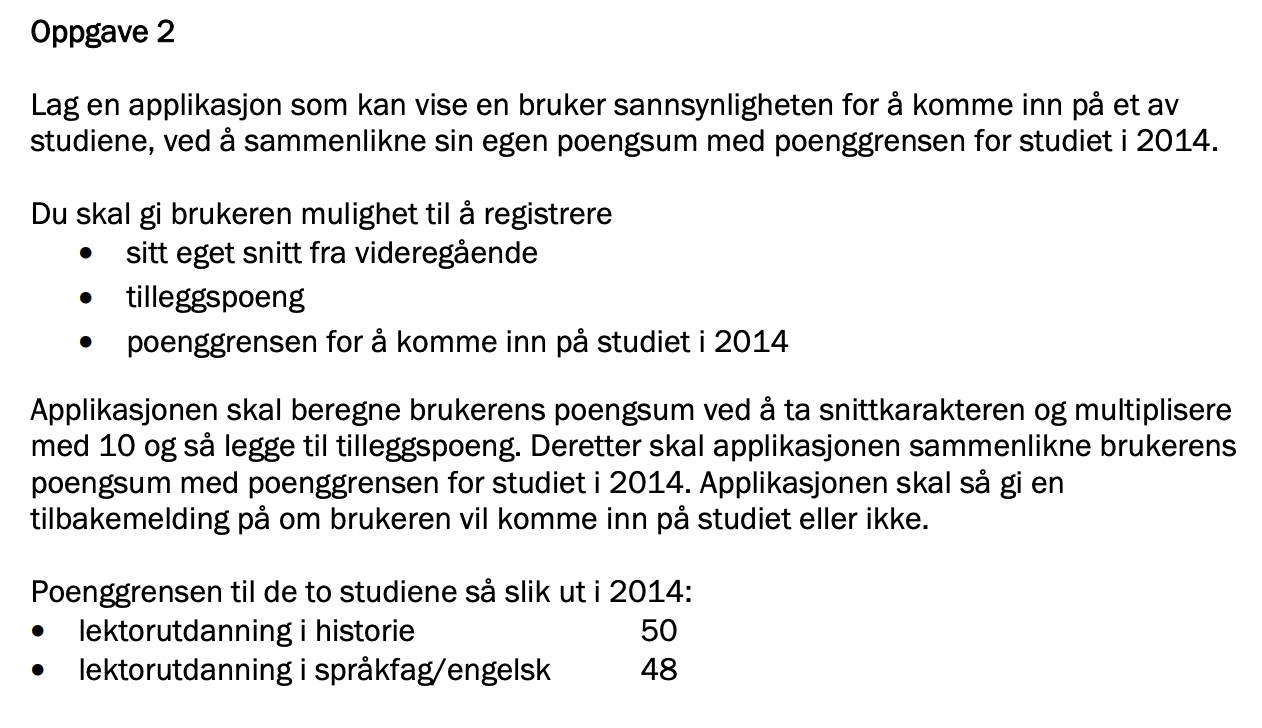 Oppgave 2
Lag en applikasjon som kan vise en bruker sannsynligheten for å komme inn på et av
studiene, ved å sammenlikne sin egen poengsum med poenggrensen for studiet i 2014.
Du skal gi brukeren mulighet til å registrere
• sitt eget snitt fra videregående
• tilleggspoeng
• poenggrensen for å komme inn på studiet i 2014
Applikasjonen skal beregne brukerens poengsum ved å ta snittkarakteren og multiplisere
med 10 og så legge til tilleggspoeng. Deretter skal applikasjonen sammenlikne brukerens
poengsum med poenggrensen for studiet i 2014. Applikasjonen skal så gi en
tilbakemelding på om brukeren vil komme inn på studiet eller ikke.
Poenggrensen til de to studiene så slik ut i 2014:
• lektorutdanning i historie 50
• lektorutdanning i språkfag/engelsk 48